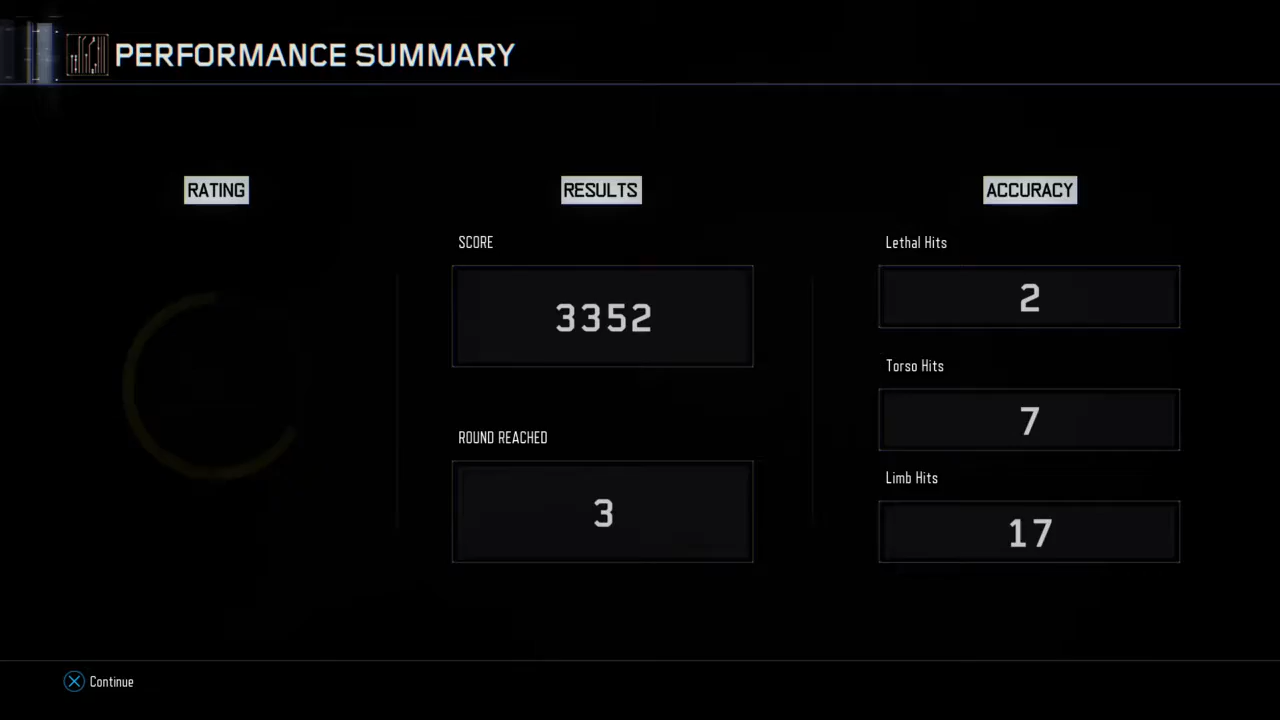 PERFORMANCE SUMMARY
RATING
RESULTS
SCORE
3352
ROUND REACHED
3
ACCURACY
Lethal Hits
2
Torso Hits
7
Limb Hits
17
Continue